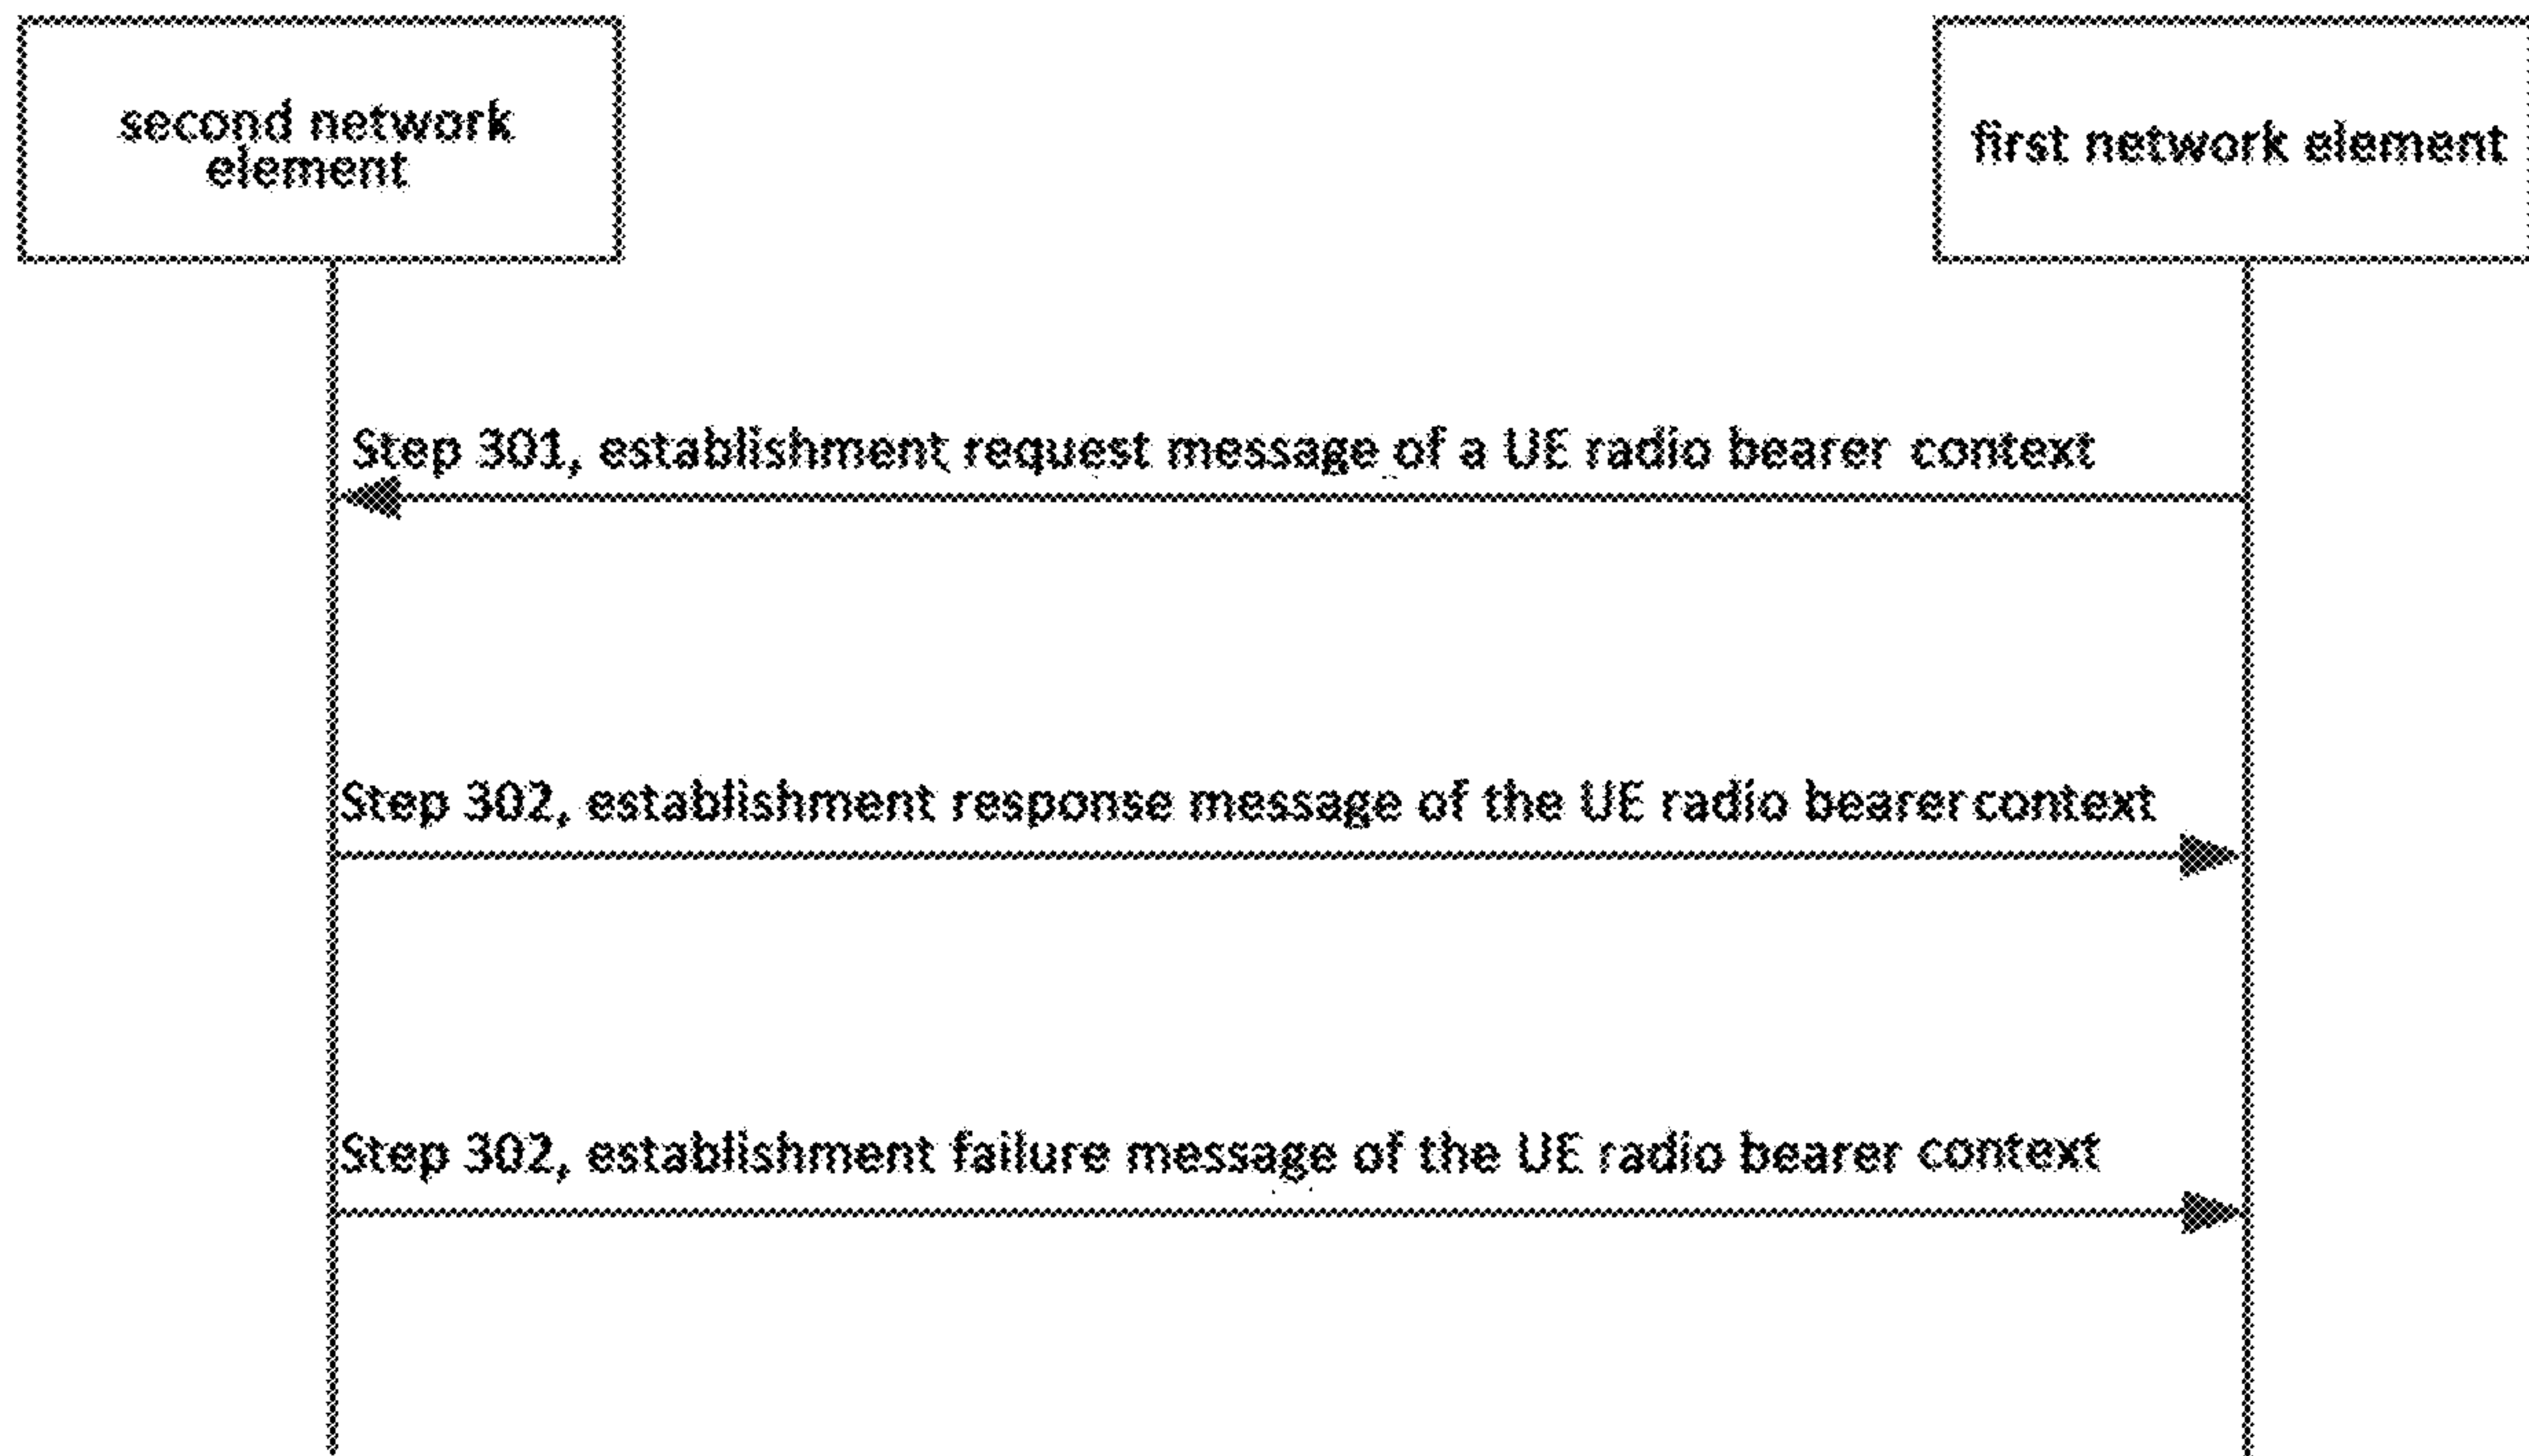 second network
element
first network element
Step 301, establishment request message of a UE radio bearer context
Step 302, establishment response message of the UE radio bearer context
Step 302, establishment failure message of the UE radio bearer context